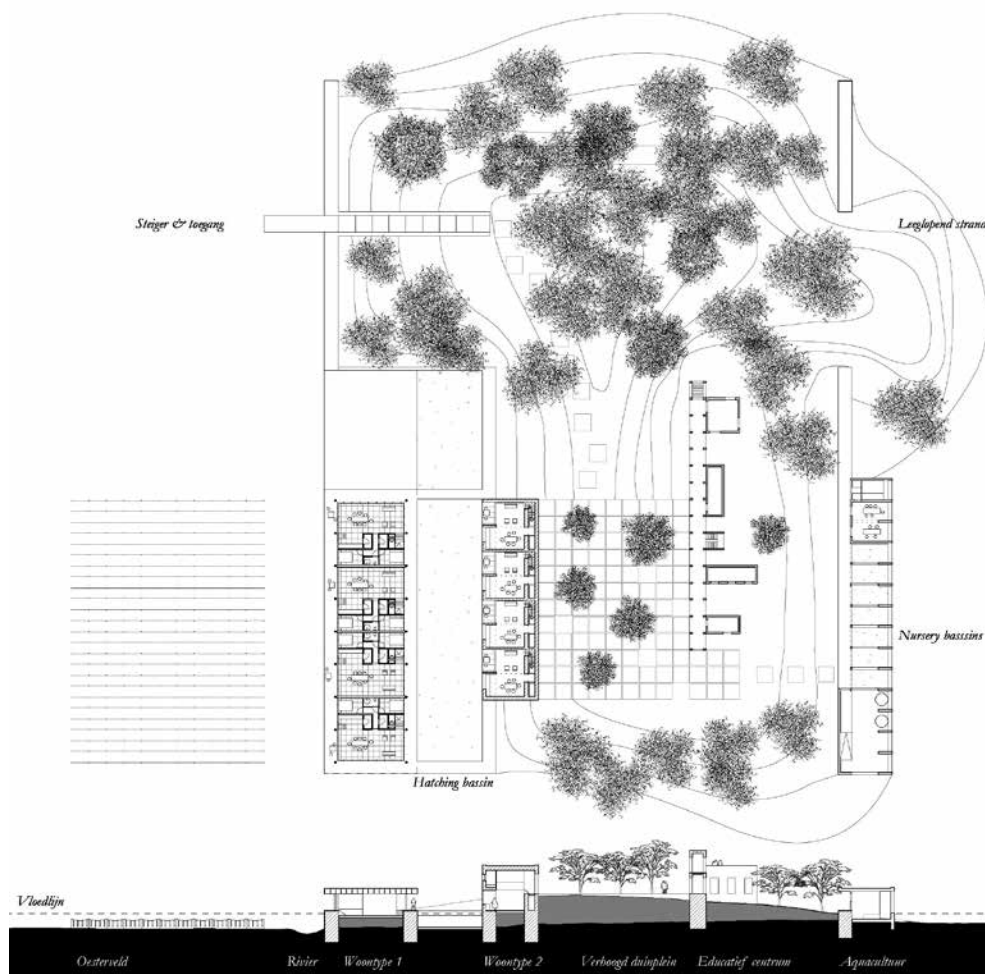 Steiger & toegang
Leeglopend strand
Nursery basssins
Hatching bassin
Vloedlijn
Oesterveld
Rivier
Woontype 1
Woontype 2
Verhoogd duinplein
Educatief centrum
Aquacultuur